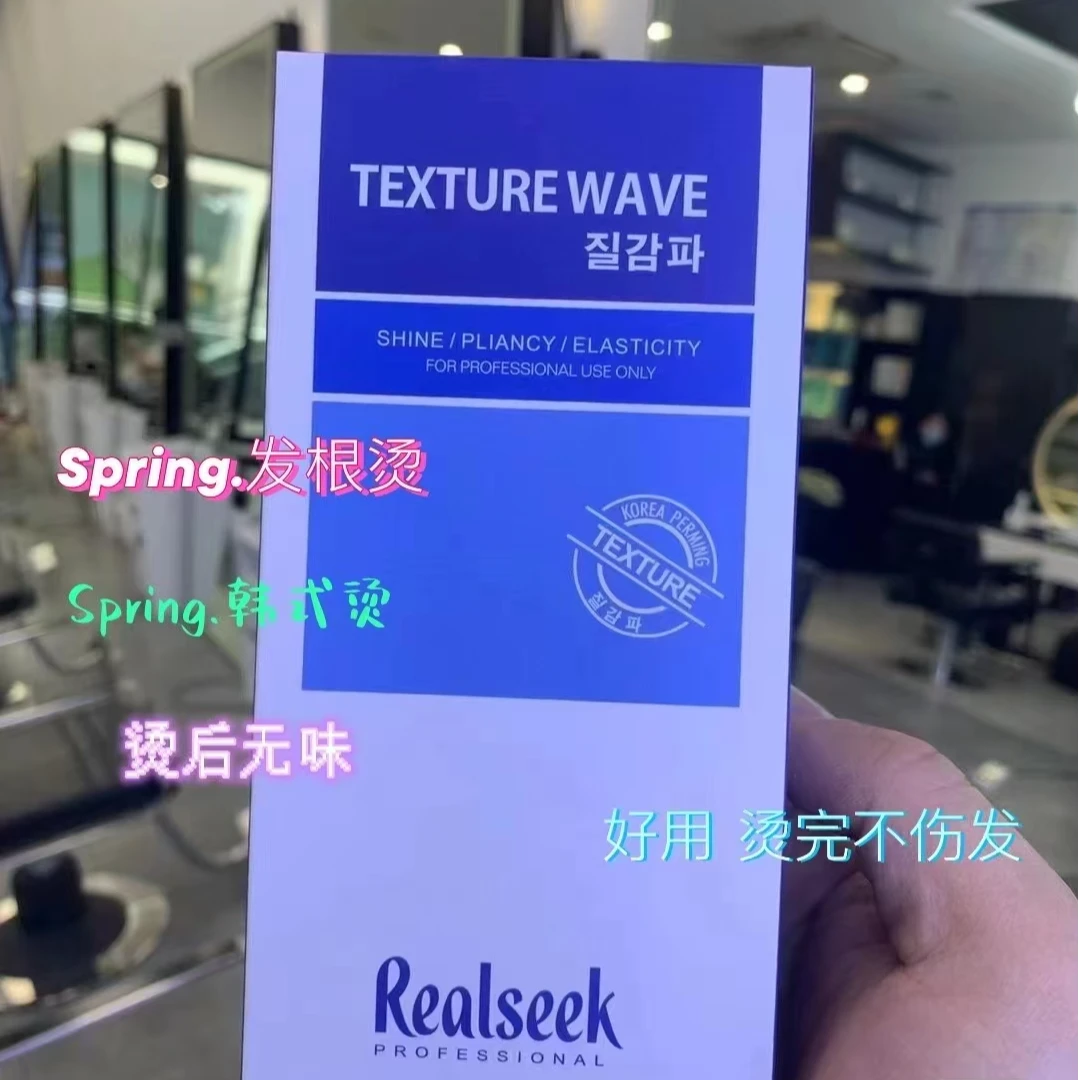 TEXTURE WAVE
질감파
SHINE / PLIANCY / ELASTICITY
FOR PROFESSIONAL USE ONLY
Spring.发根烫
KOREA PERMING
TEXTURE
질감파
Spring.韩式烫
烫后无味
好用 烫完不伤发
Realseek
PROFESSIONAL